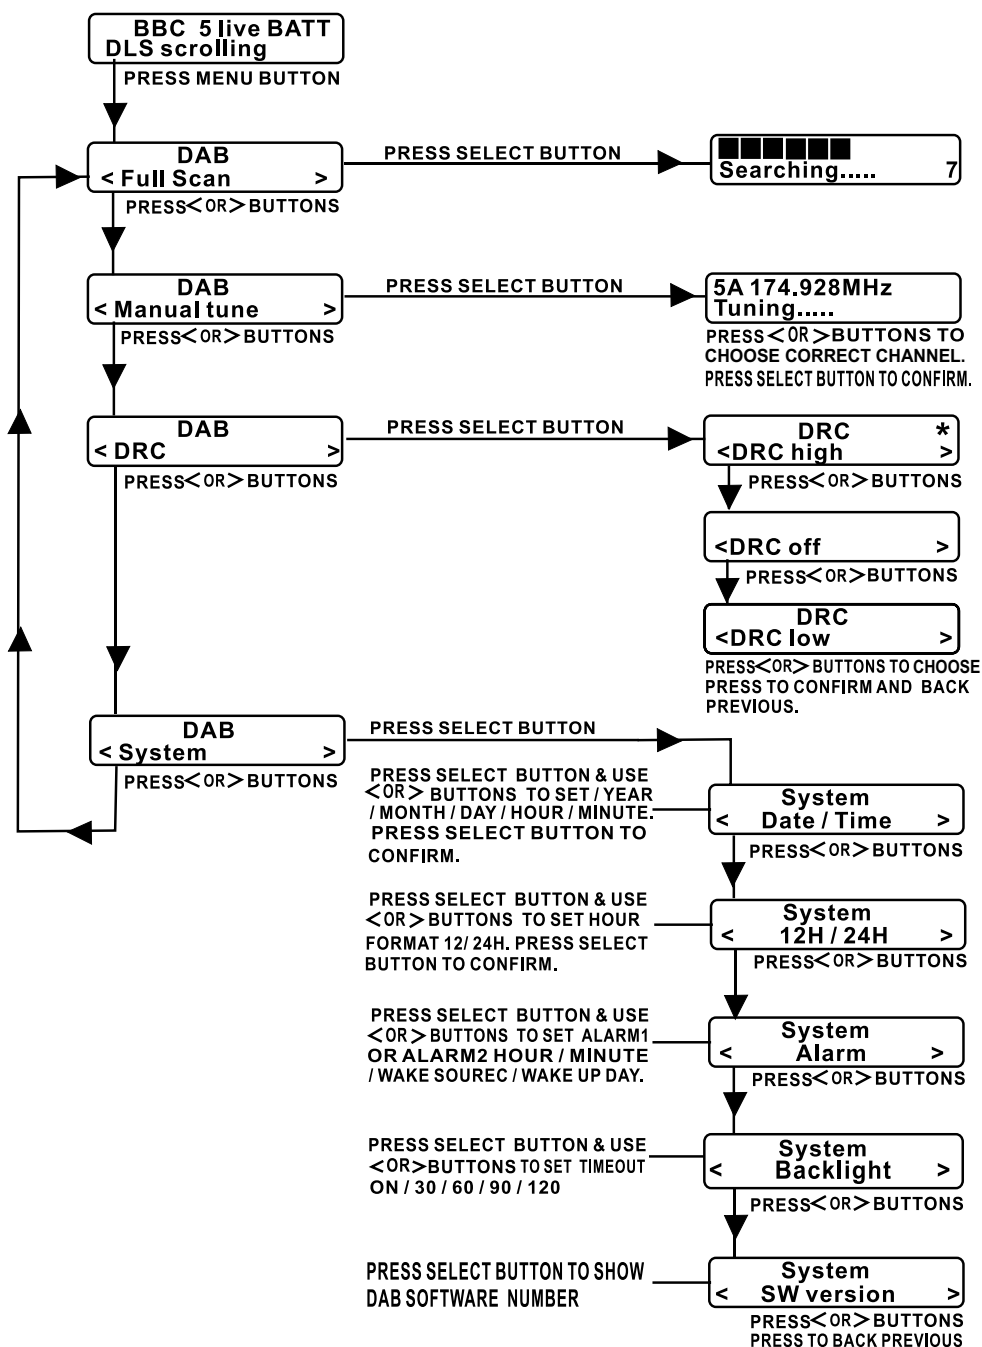 BBC 5 live BATT
DLS scrolling
PRESS MENU BUTTON
DAB
< Full Scan >
PRESS<OR> BUTTONS
PRESS SELECT BUTTON
Searching..... 7
DAB
< Manual tune >
PRESS<OR> BUTTONS
PRESS SELECT BUTTON
5A 174.928MHz
Tuning.....
PRESS <OR >BUTTONS TO
CHOOSE CORRECT CHANNEL.
PRESS SELECT BUTTON TO CONFIRM.
DAB
< DRC >
PRESS<OR> BUTTONS
PRESS SELECT BUTTON
DRC *
<DRC high >
PRESS<OR> BUTTONS
<DRC off >
PRESS<OR>BUTTONS
DRC
<DRC low >
PRESS<OR> BUTTONS TO CHOOSE
PRESS TO CONFIRM AND BACK
PREVIOUS.
DAB
< System >
PRESS<OR> BUTTONS
PRESS SELECT BUTTON
PRESS SELECT BUTTON & USE
<OR> BUTTONS TO SET / YEAR
/ MONTH / DAY / HOUR / MINUTE.
PRESS SELECT BUTTON TO
CONFIRM.
System
< Date / Time >
PRESS<OR> BUTTONS
PRESS SELECT BUTTON & USE
<OR> BUTTONS TO SET HOUR
FORMAT 12/ 24H. PRESS SELECT
BUTTON TO CONFIRM.
System
< 12H / 24H >
PRESS<OR> BUTTONS
PRESS SELECT BUTTON & USE
<OR> BUTTONS TO SET ALARM1
OR ALARM2 HOUR / MINUTE
/ WAKE SOUREC / WAKE UP DAY.
System
< Alarm >
PRESS<OR> BUTTONS
PRESS SELECT BUTTON & USE
<OR>BUTTONS TO SET TIMEOUT
ON / 30 / 60 / 90 / 120
System
< Backlight >
PRESS<OR> BUTTONS
PRESS SELECT BUTTON TO SHOW
DAB SOFTWARE NUMBER
System
< SW version >
PRESS<OR> BUTTONS
PRESS TO BACK PREVIOUS